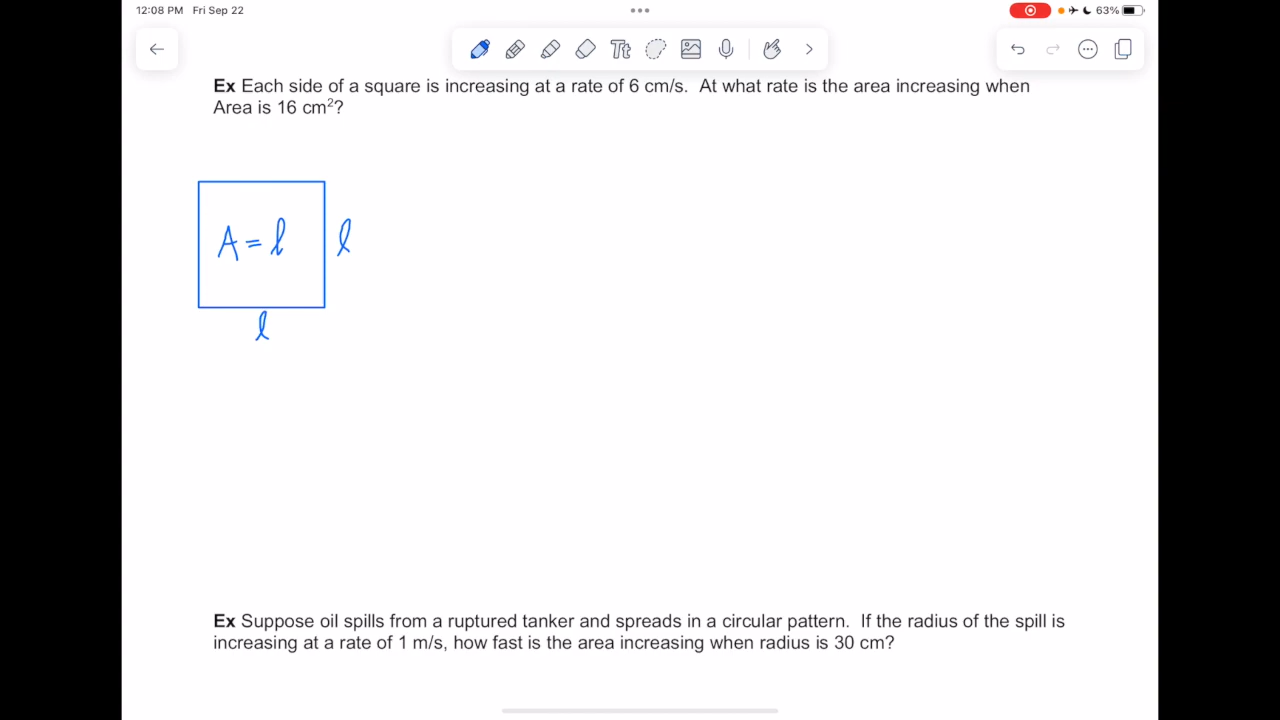 12:08 PM Fri Sep 22
63%
Tt
Ex Each side of a square is increasing at a rate of 6 cm/s. At what rate is the area increasing when
Area is 16 cm²?
A = l
l
l
Ex Suppose oil spills from a ruptured tanker and spreads in a circular pattern. If the radius of the spill is
increasing at a rate of 1 m/s, how fast is the area increasing when radius is 30 cm?